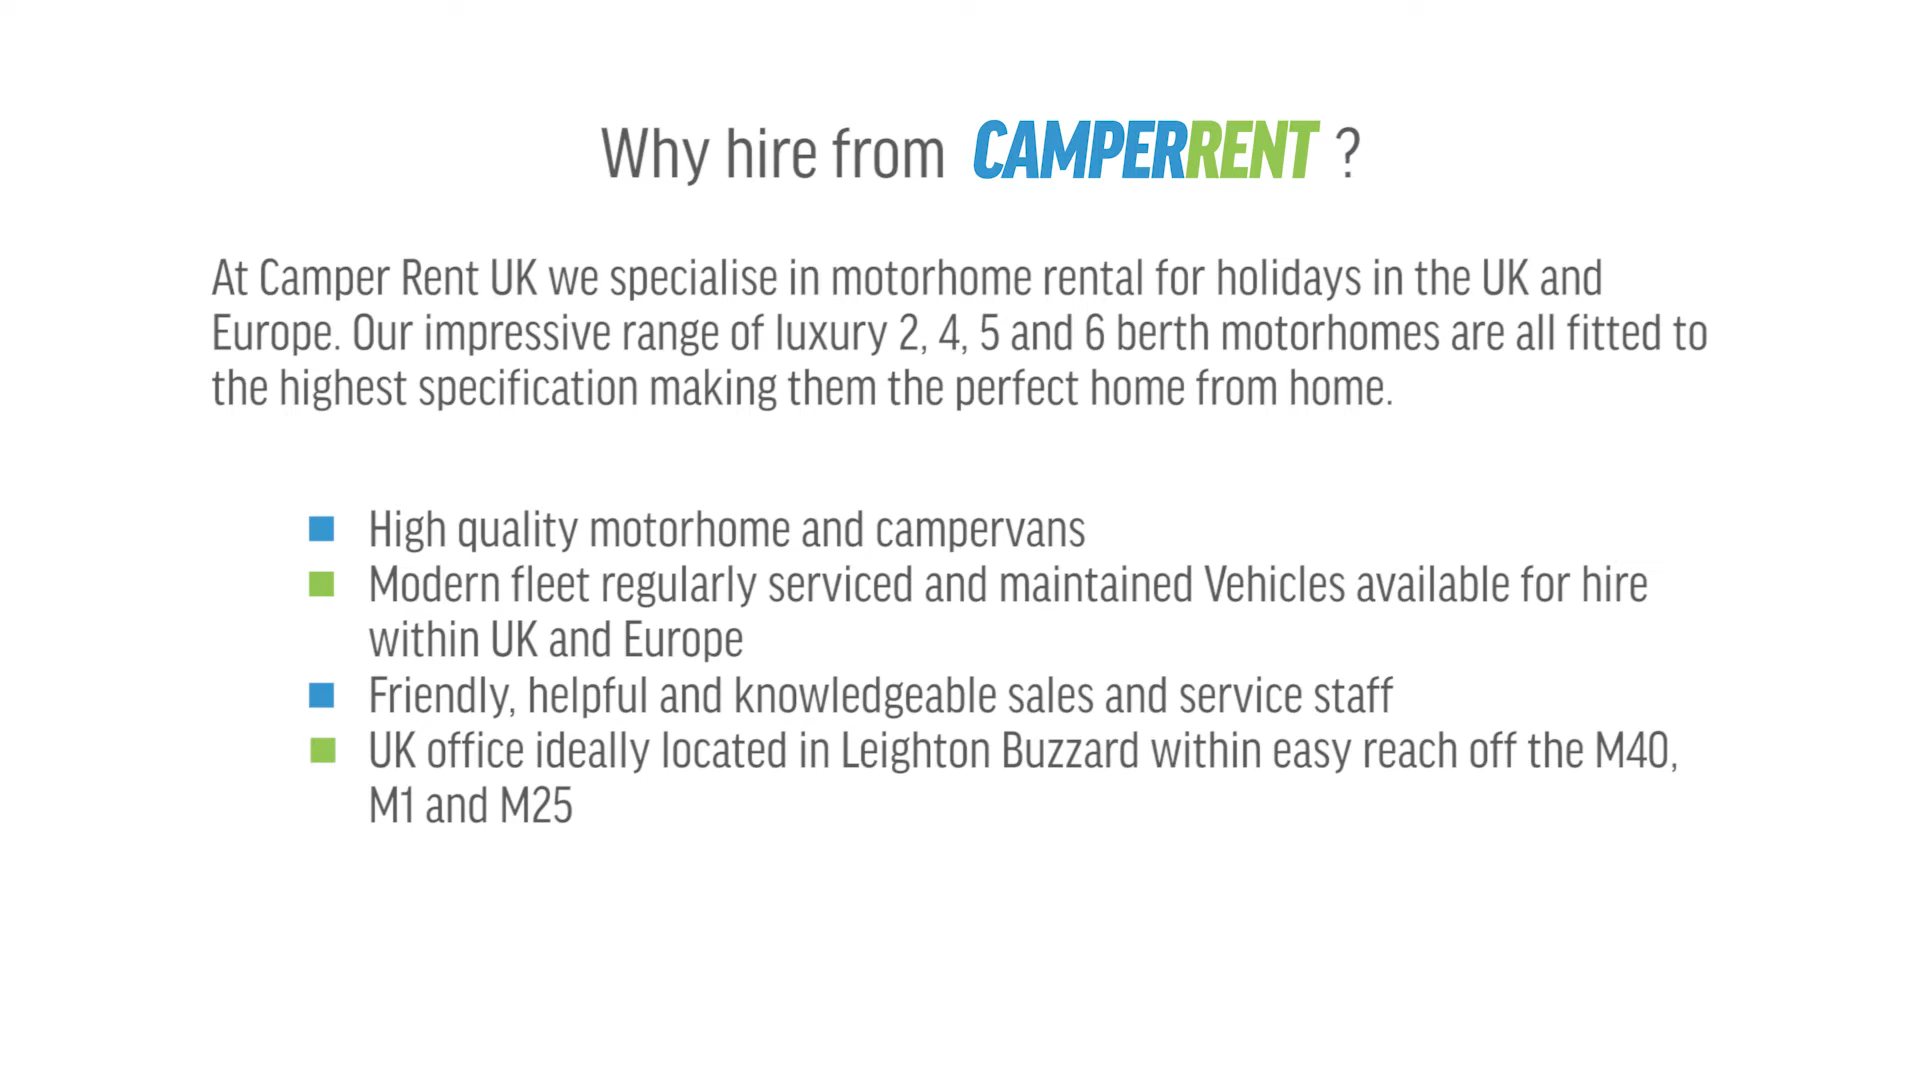 Why hire from CAMPERRENT ?
At Camper Rent UK we specialise in motorhome rental for holidays in the UK and
Europe. Our impressive range of luxury 2, 4, 5 and 6 berth motorhomes are all fitted to
the highest specification making them the perfect home from home.
High quality motorhome and campervans
Modern fleet regularly serviced and maintained Vehicles available for hire
within UK and Europe
Friendly, helpful and knowledgeable sales and service staff
UK office ideally located in Leighton Buzzard within easy reach off the M40,
M1 and M25